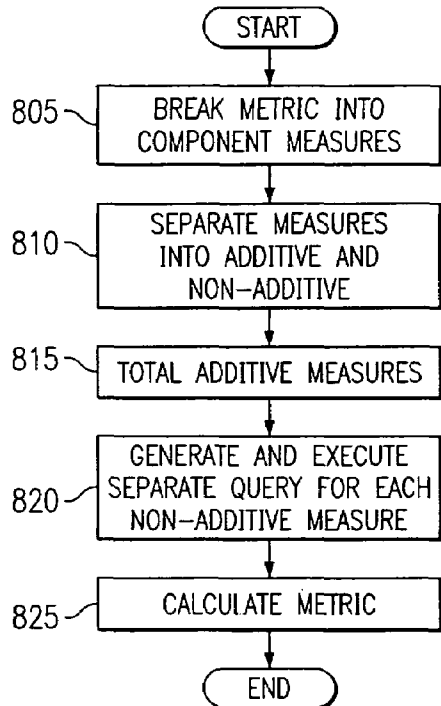 START
805
BREAK METRIC INTO
COMPONENT MEASURES
810
SEPARATE MEASURES
INTO ADDITIVE AND
NON-ADDITIVE
815
TOTAL ADDITIVE MEASURES
820
GENERATE AND EXECUTE
SEPARATE QUERY FOR EACH
NON-ADDITIVE MEASURE
825
CALCULATE METRIC
END